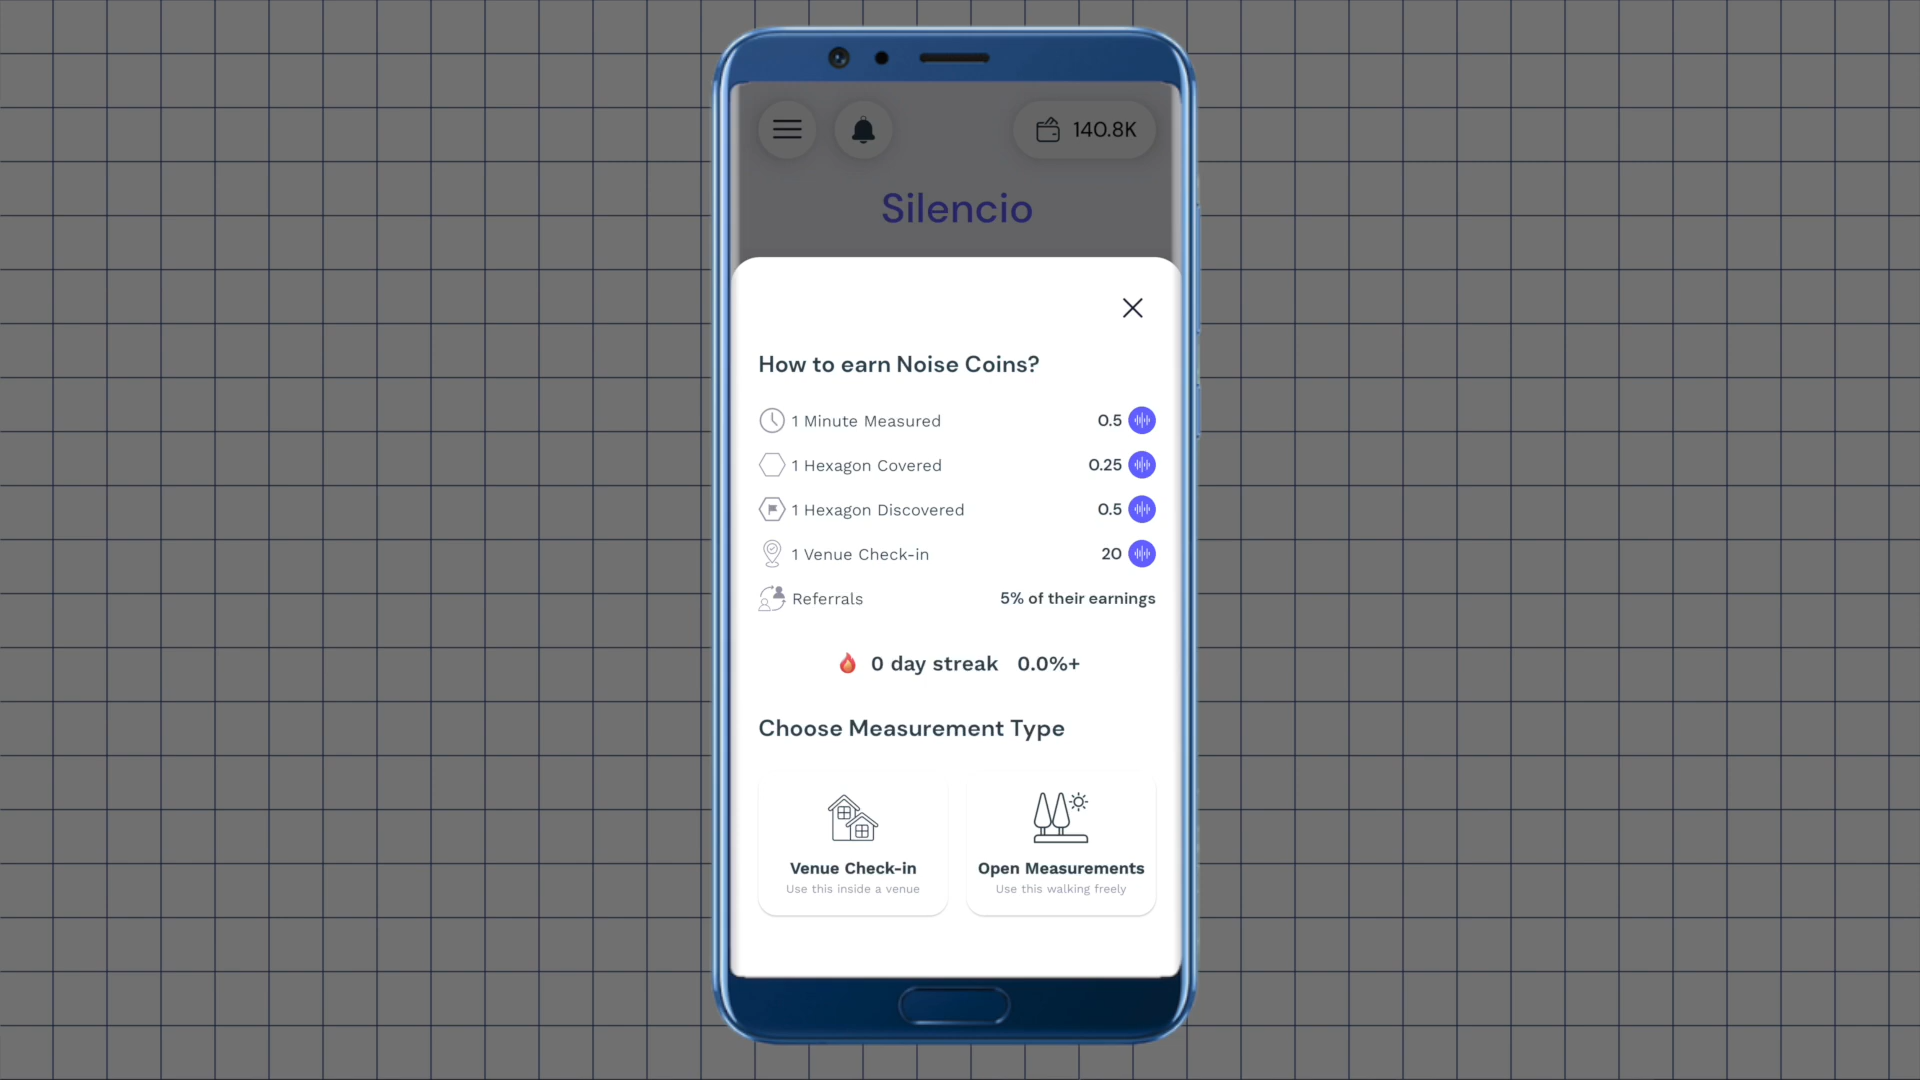 140.8K
Silencio
How to earn Noise Coins?
1 Minute Measured 0.5
1 Hexagon Covered 0.25
1 Hexagon Discovered 0.5
1 Venue Check-in 20
Referrals 5% of their earnings
0 day streak 0.0%+
Choose Measurement Type
Venue Check-in
Use this inside a venue
Open Measurements
Use this walking freely